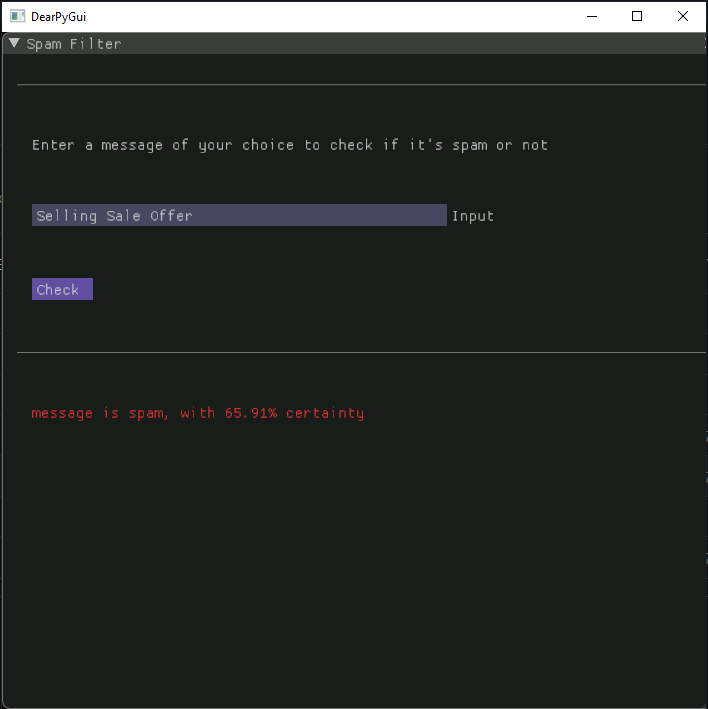 DearPyGui
Spam Filter
Enter a message of your choice to check if it's spam or not
Selling Sale Offer Input
Check
message is spam, with 65.91% certainty